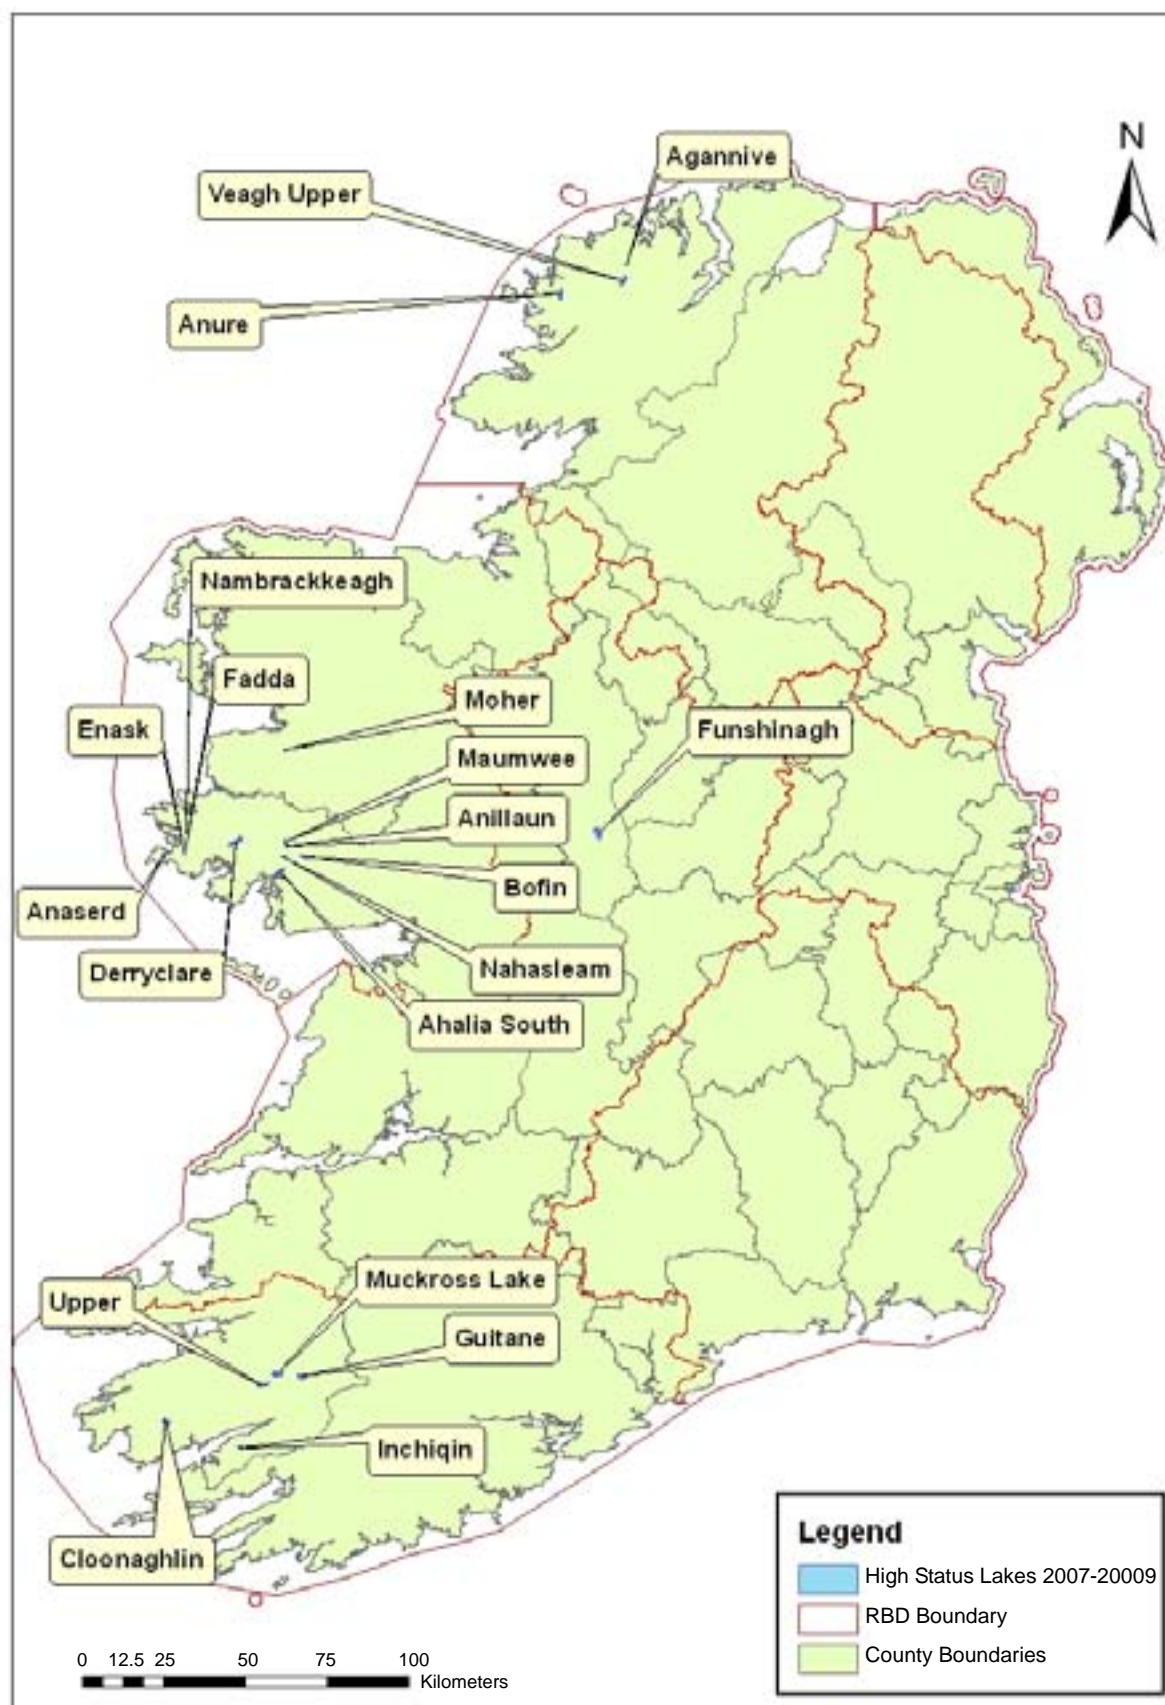 N
Agannive
Veagh Upper
Anure
Nambrackkeagh
Fadda
Enask
Moher
Funshinagh
Maumwee
Anillaun
Bofin
Anaserd
Derryclare
Nahasleam
Ahalia South
Muckross Lake
Upper
Guitane
Inchiqin
Cloonaghlin
Legend
High Status Lakes 2007-20009
RBD Boundary
County Boundaries
0 12.5 25 50 75 100
Kilometers